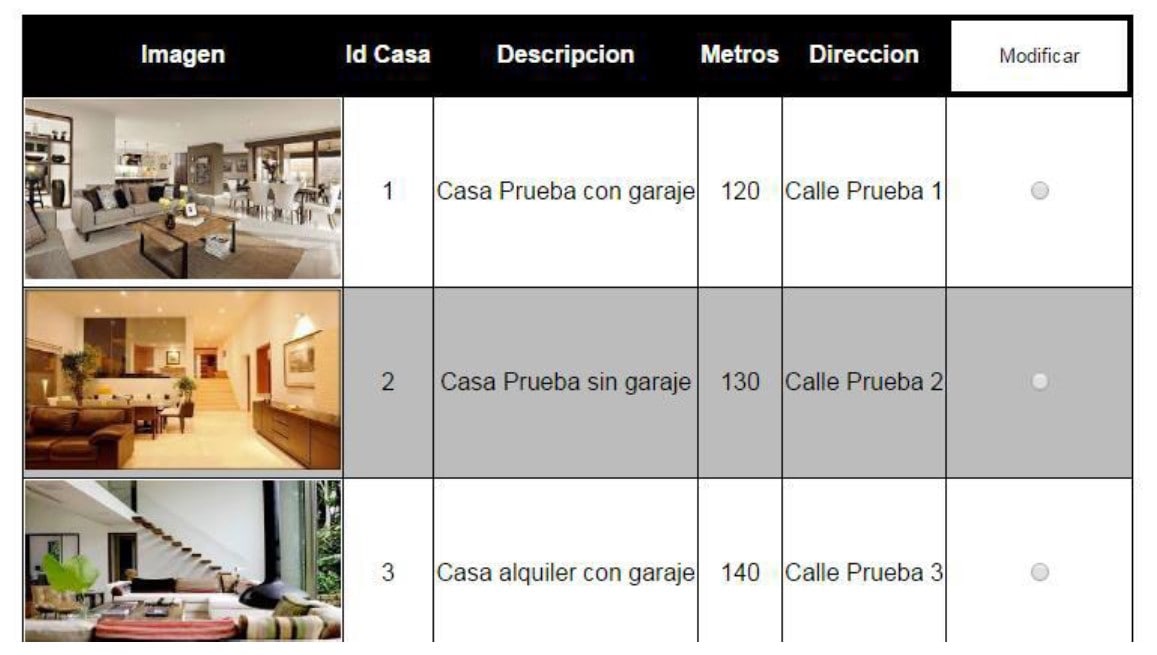 Imagen Id Casa Descripcion Metros Direccion Modificar
1 Casa Prueba con garaje 120 Calle Prueba 1
2 Casa Prueba sin garaje 130 Calle Prueba 2
3 Casa alquiler con garaje 140 Calle Prueba 3